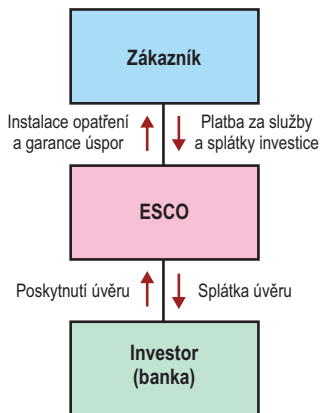 Zákazník
Instalace opatření
a garance úspor
Platba za služby
a splátky investice
ESCO
Poskytnutí úvěru
Splátka úvěru
Investor
(banka)